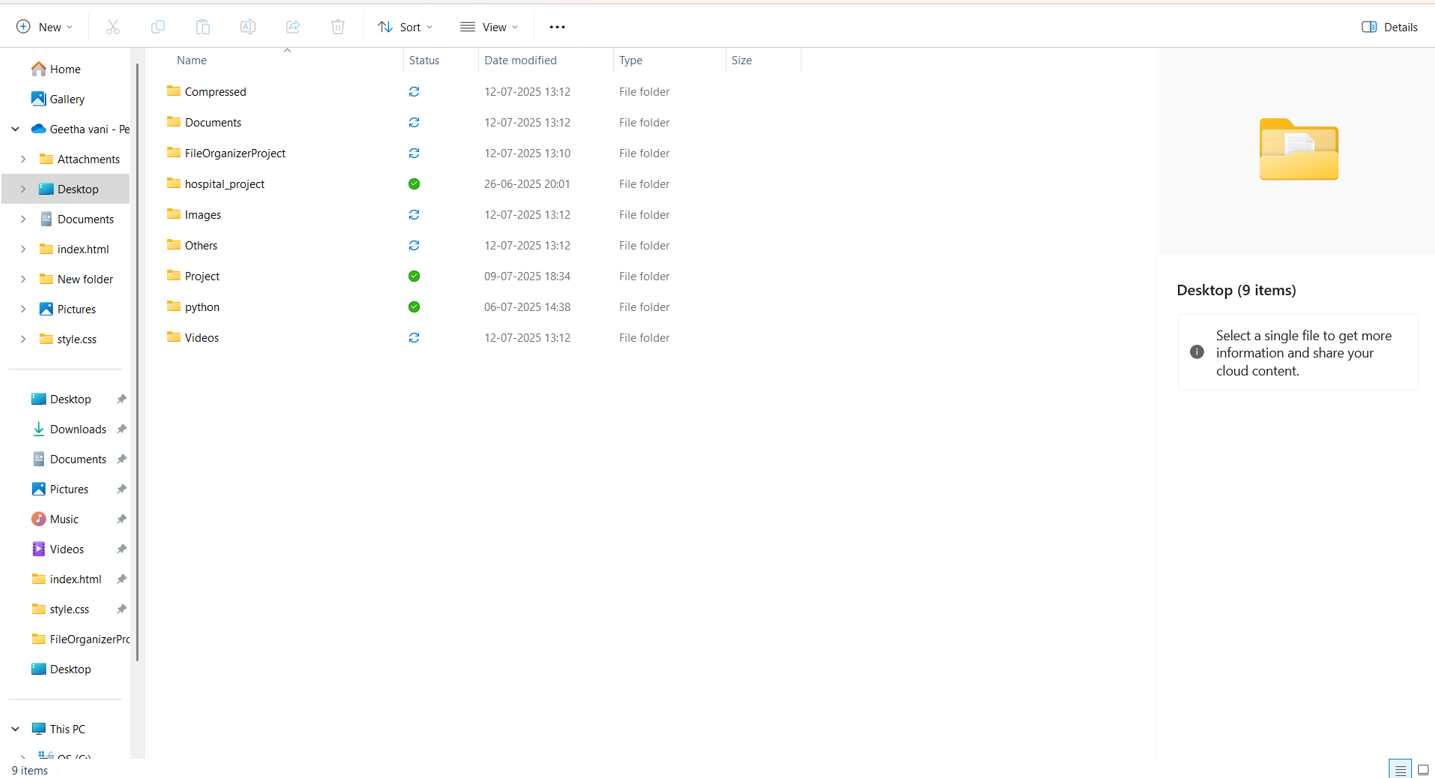 New Sort View ••• Details
Name Status Date modified Type Size
Compressed 12-07-2025 13:12 File folder
Documents 12-07-2025 13:12 File folder
FileOrganizerProject 12-07-2025 13:10 File folder
hospital_project 26-06-2025 20:01 File folder
Images 12-07-2025 13:12 File folder
Others 12-07-2025 13:12 File folder
Project 09-07-2025 18:34 File folder
python 06-07-2025 14:38 File folder
Videos 12-07-2025 13:12 File folder
Home
Gallery
Geetha vani - Pe
Attachments
Desktop
Documents
index.html
New folder
Pictures
style.css
Desktop
Downloads
Documents
Pictures
Music
Videos
index.html
style.css
FileOrganizerPro
Desktop
This PC
OS (C:)
9 items
Desktop (9 items)
Select a single file to get more
information and share your
cloud content.